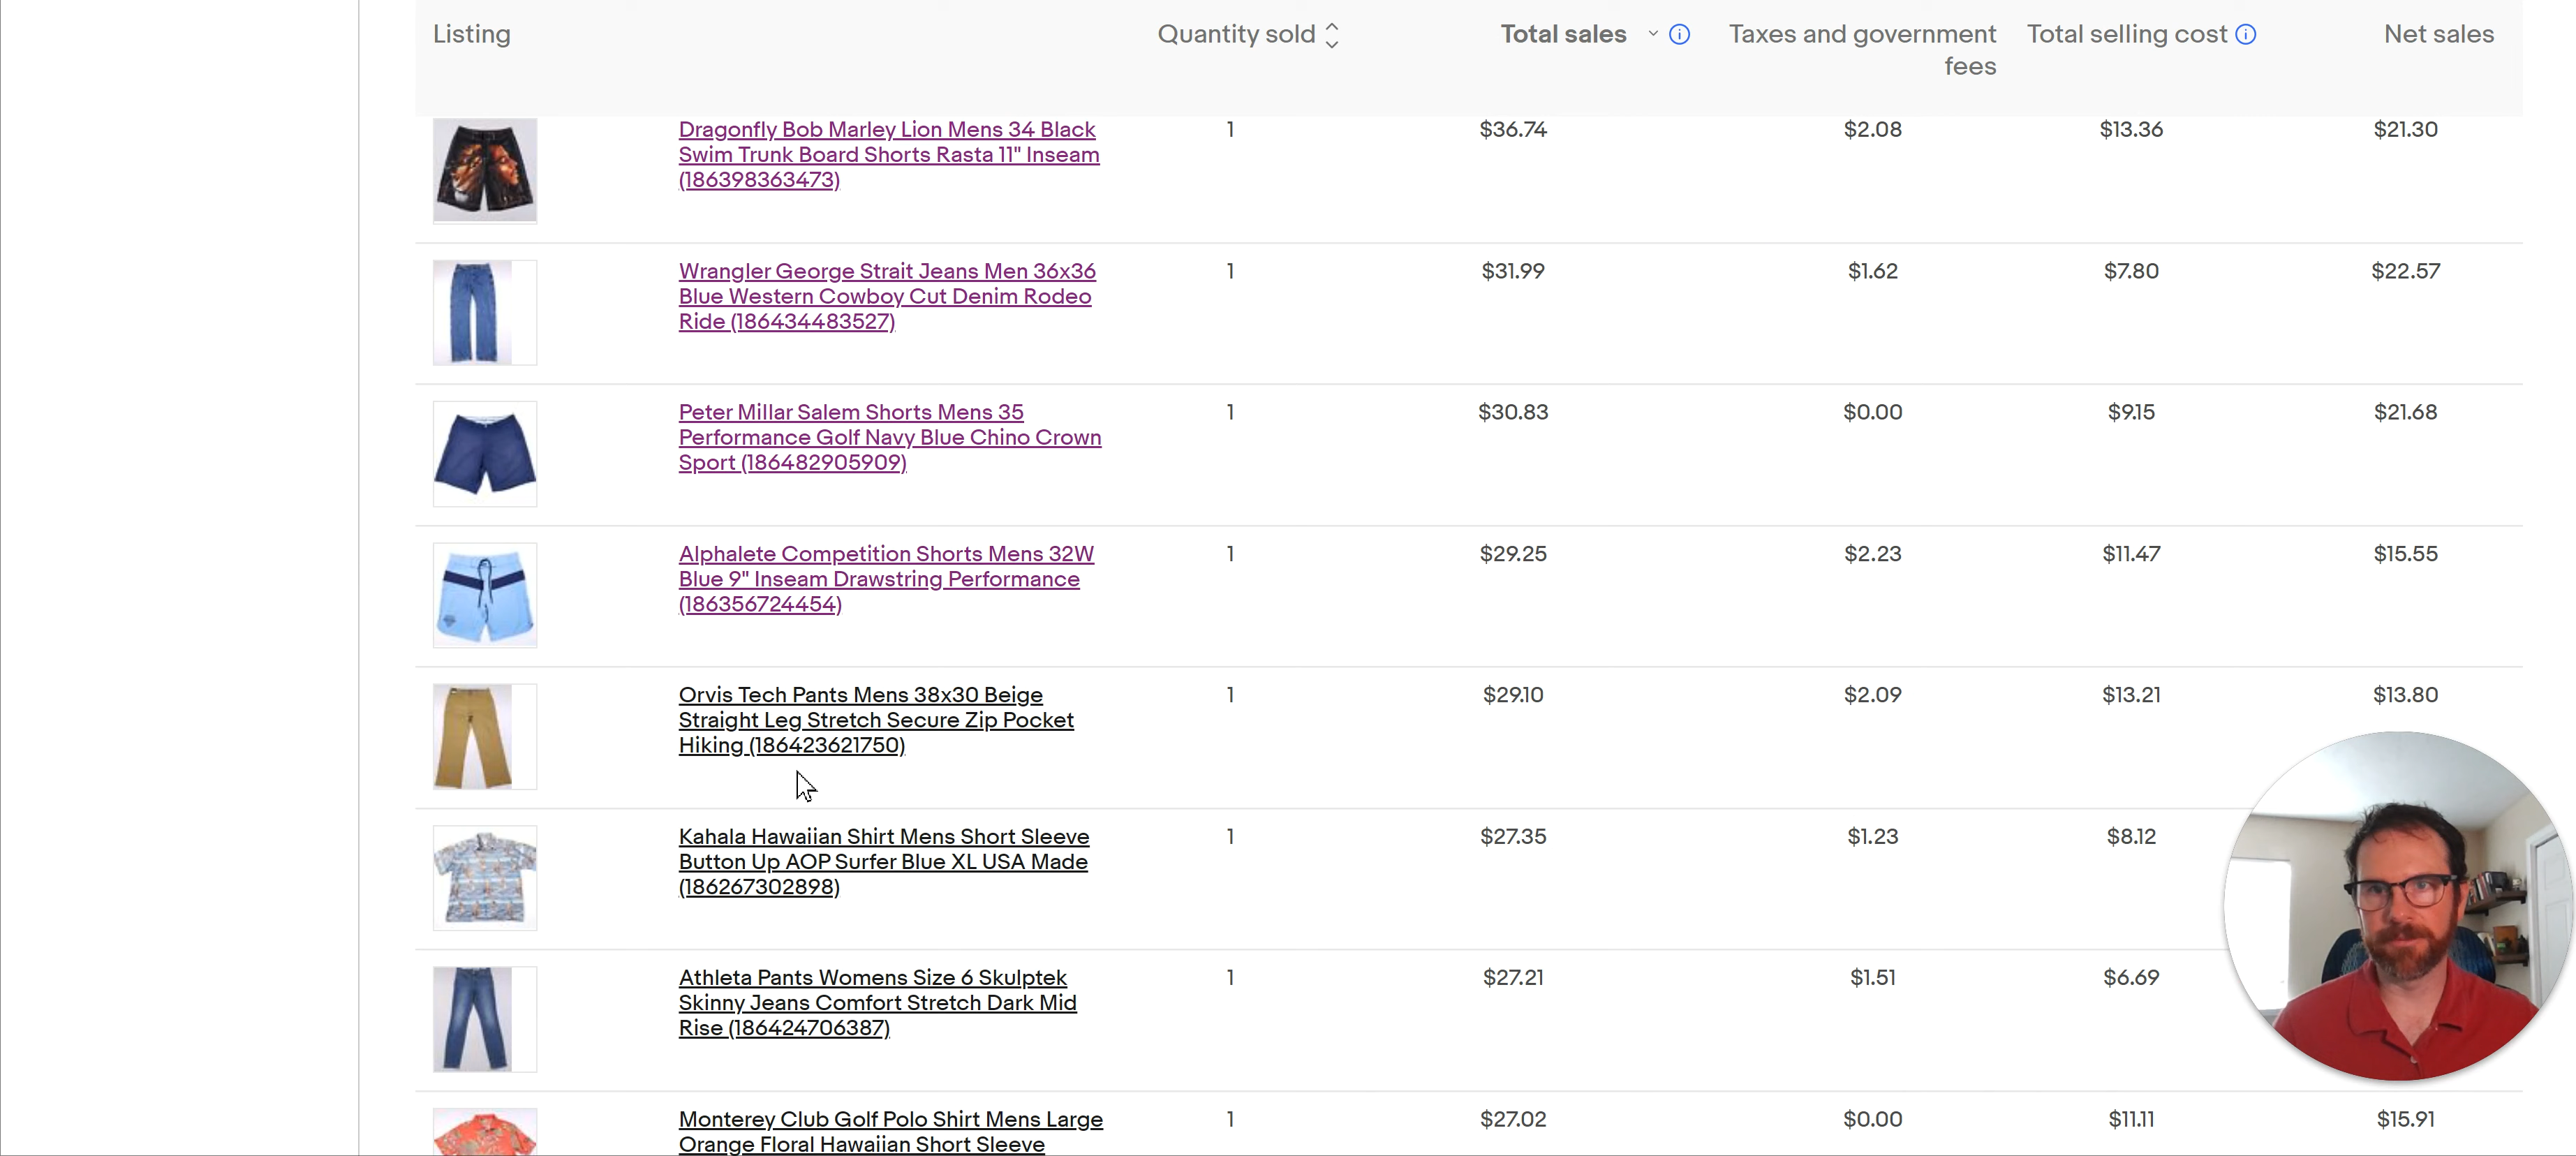 Listing Quantity sold Total sales Taxes and government Total selling cost Net sales
fees
Dragonfly Bob Marley Lion Mens 34 Black 1 $36.74 $2.08 $13.36 $21.30
Swim Trunk Board Shorts Rasta 11" Inseam
(186398363473)
Wrangler George Strait Jeans Men 36x36 1 $31.99 $1.62 $7.80 $22.57
Blue Western Cowboy Cut Denim Rodeo
Ride (186434483527)
Peter Millar Salem Shorts Mens 35 1 $30.83 $0.00 $9.15 $21.68
Performance Golf Navy Blue Chino Crown
Sport (186482905909)
Alphalete Competition Shorts Mens 32W 1 $29.25 $2.23 $11.47 $15.55
Blue 9" Inseam Drawstring Performance
(186356724454)
Orvis Tech Pants Mens 38x30 Beige 1 $29.10 $2.09 $13.21 $13.80
Straight Leg Stretch Secure Zip Pocket
Hiking (186423621750)
Kahala Hawaiian Shirt Mens Short Sleeve 1 $27.35 $1.23 $8.12
Button Up AOP Surfer Blue XL USA Made
(186267302898)
Athleta Pants Womens Size 6 Skulptek 1 $27.21 $1.51 $6.69
Skinny Jeans Comfort Stretch Dark Mid
Rise (186424706387)
Monterey Club Golf Polo Shirt Mens Large 1 $27.02 $0.00 $11.11 $15.91
Orange Floral Hawaiian Short Sleeve